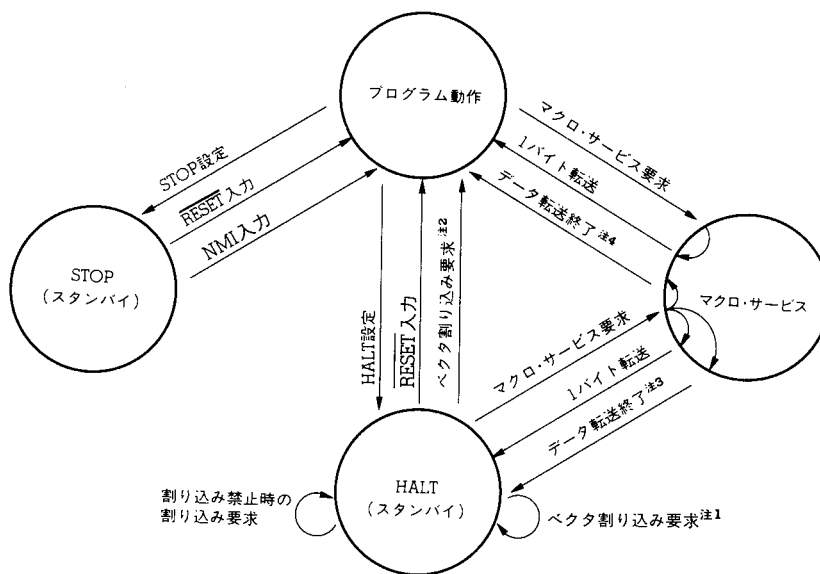 プログラム動作
STOP設定
RESET入力
NMI入力
マクロ・サービス要求
1バイト転送
データ転送終了注4
STOP
(スタンバイ)
HALT設定
RESET入力
ベクタ割り込み要求注2
マクロ・サービス
マクロ・サービス要求
1バイト転送
データ転送終了注3
HALT
(スタンバイ)
割り込み禁止時の
割り込み要求
ベクタ割り込み要求注1